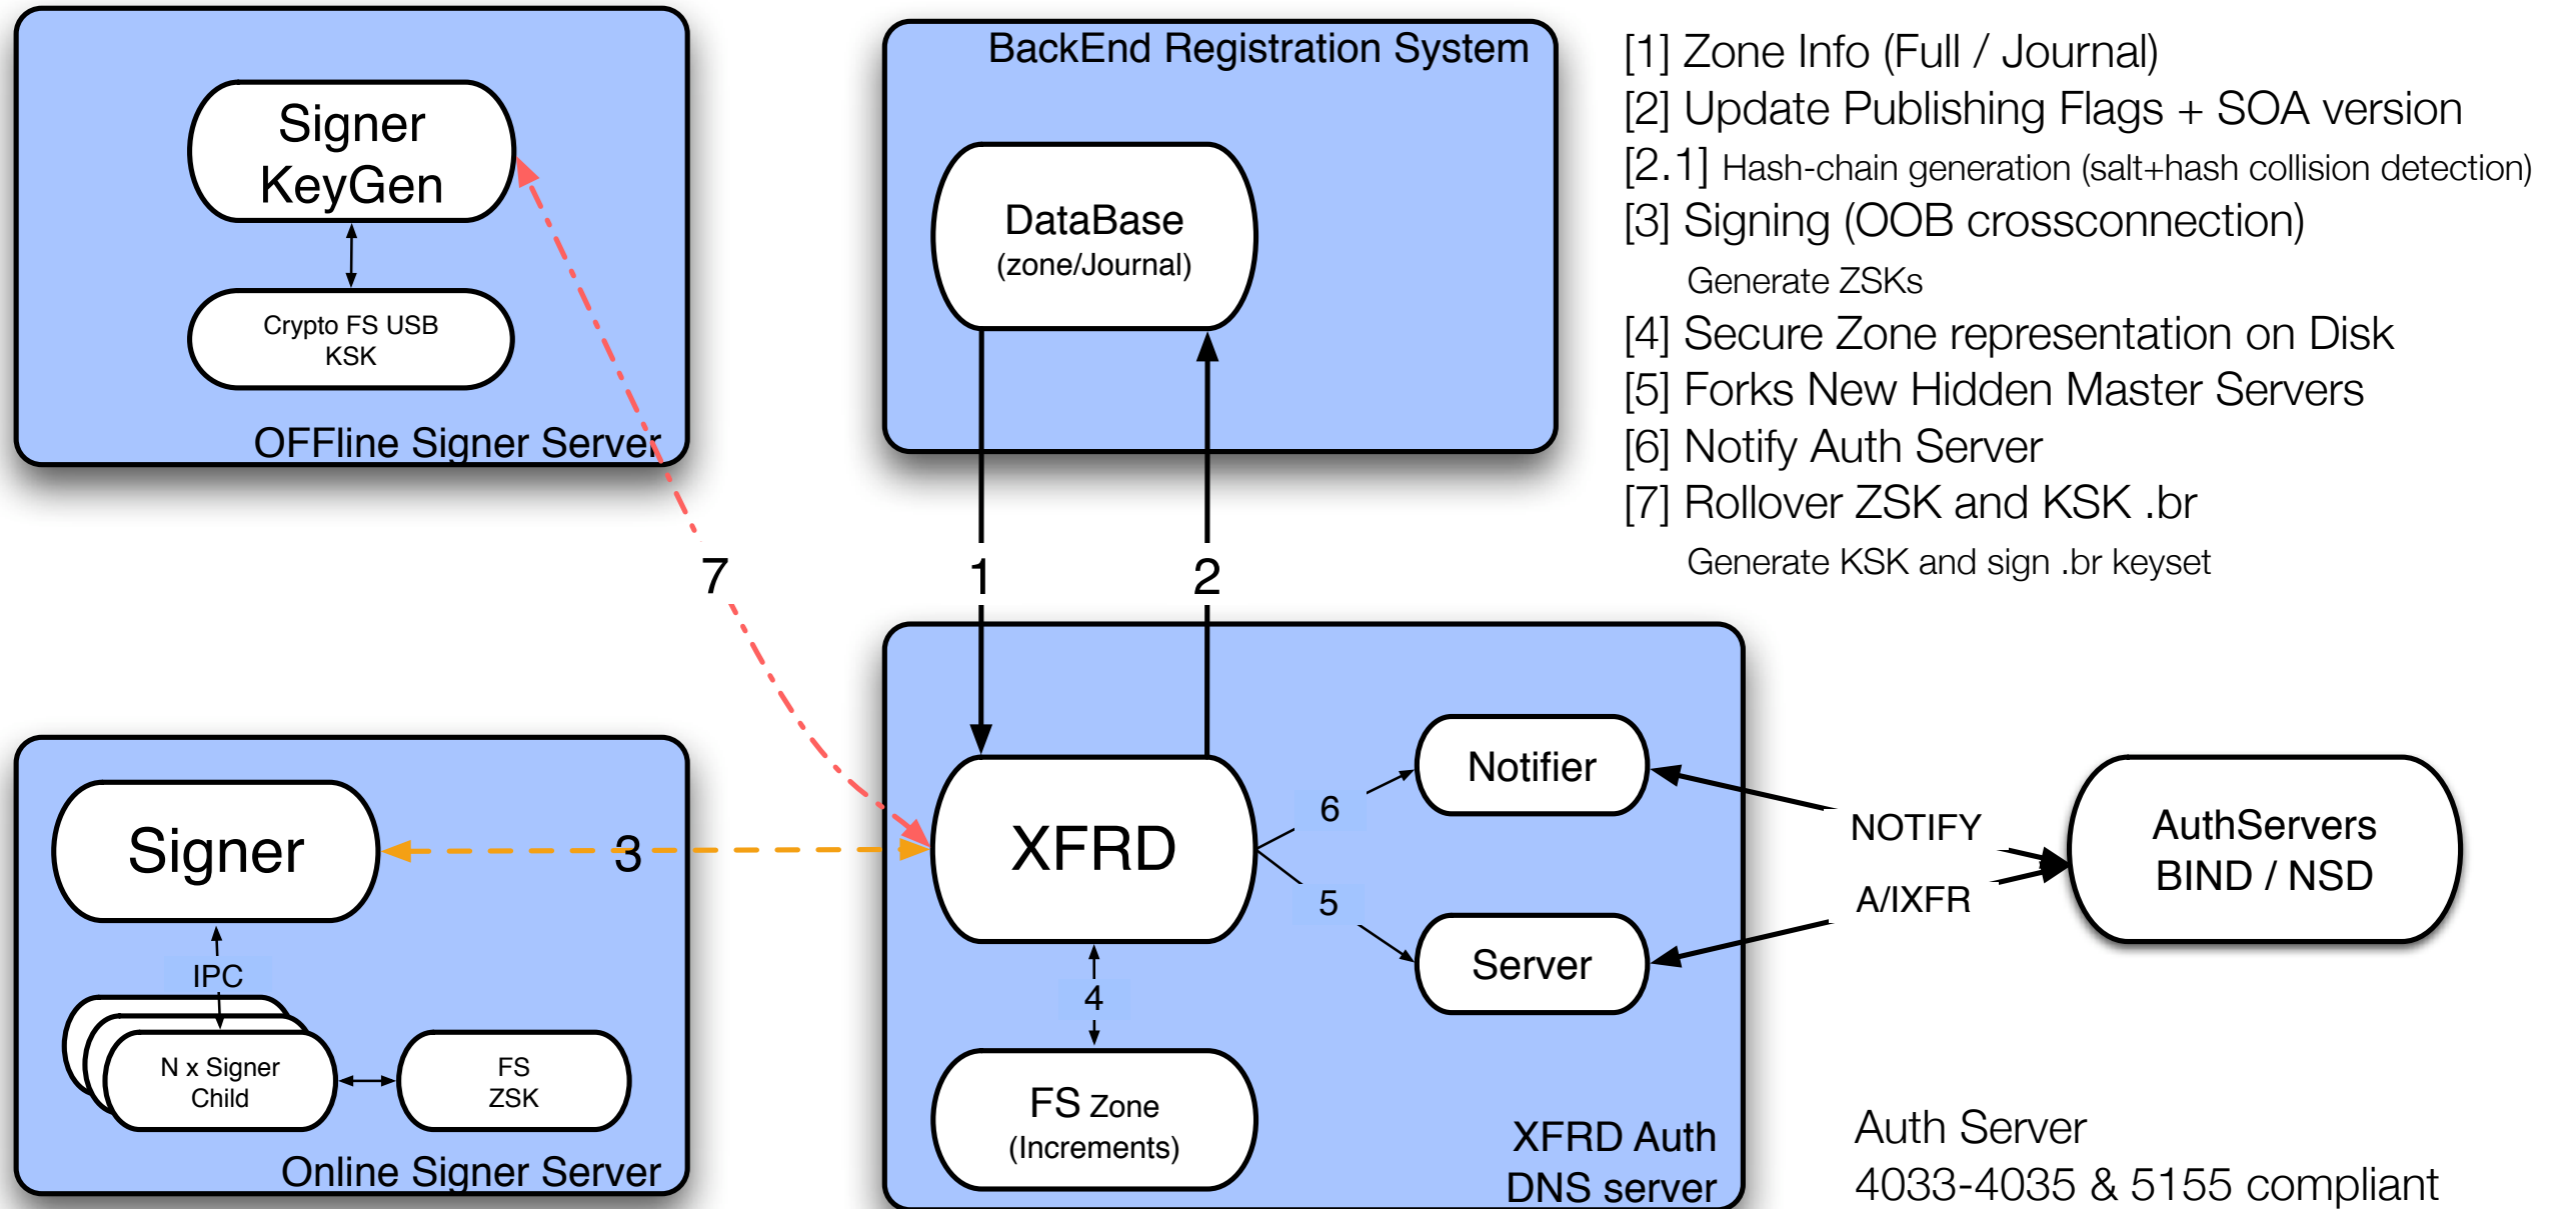 Signer
KeyGen
Crypto FS USB
KSK
OFFline Signer Server
BackEnd Registration System
DataBase
(zone/Journal)
[1] Zone Info (Full / Journal)
[2] Update Publishing Flags + SOA version
[2.1] Hash-chain generation (salt+hash collision detection)
[3] Signing (OOB crossconnection)
Generate ZSKs
[4] Secure Zone representation on Disk
[5] Forks New Hidden Master Servers
[6] Notify Auth Server
[7] Rollover ZSK and KSK .br
Generate KSK and sign .br keyset
7
1
2
Signer
3
IPC
N x Signer
Child
FS
ZSK
Online Signer Server
XFRD
6
5
4
Notifier
Server
FS Zone
(Increments)
XFRD Auth
DNS server
NOTIFY
A/IXFR
AuthServers
BIND / NSD
Auth Server
4033-4035 & 5155 compliant